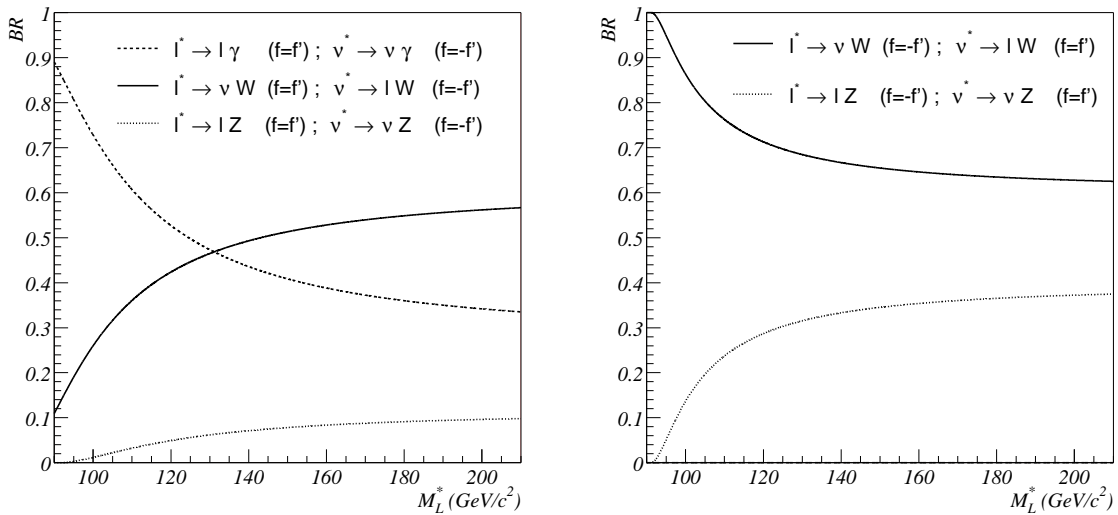 BR
1
0.9
0.8
0.7
0.6
0.5
0.4
0.3
0.2
0.1
0
l* → l γ (f=f') ; ν* → ν γ (f=f')
l* → ν W (f=f') ; ν* → l W (f=-f')
l* → l Z (f=f') ; ν* → ν Z (f=-f')
100 120 140 160 180 200
M_L^* (GeV/c²)
BR
1
0.9
0.8
0.7
0.6
0.5
0.4
0.3
0.2
0.1
0
l* → ν W (f=-f') ; ν* → l W (f=f')
l* → l Z (f=-f') ; ν* → ν Z (f=f')
100 120 140 160 180 200
M_L^* (GeV/c²)